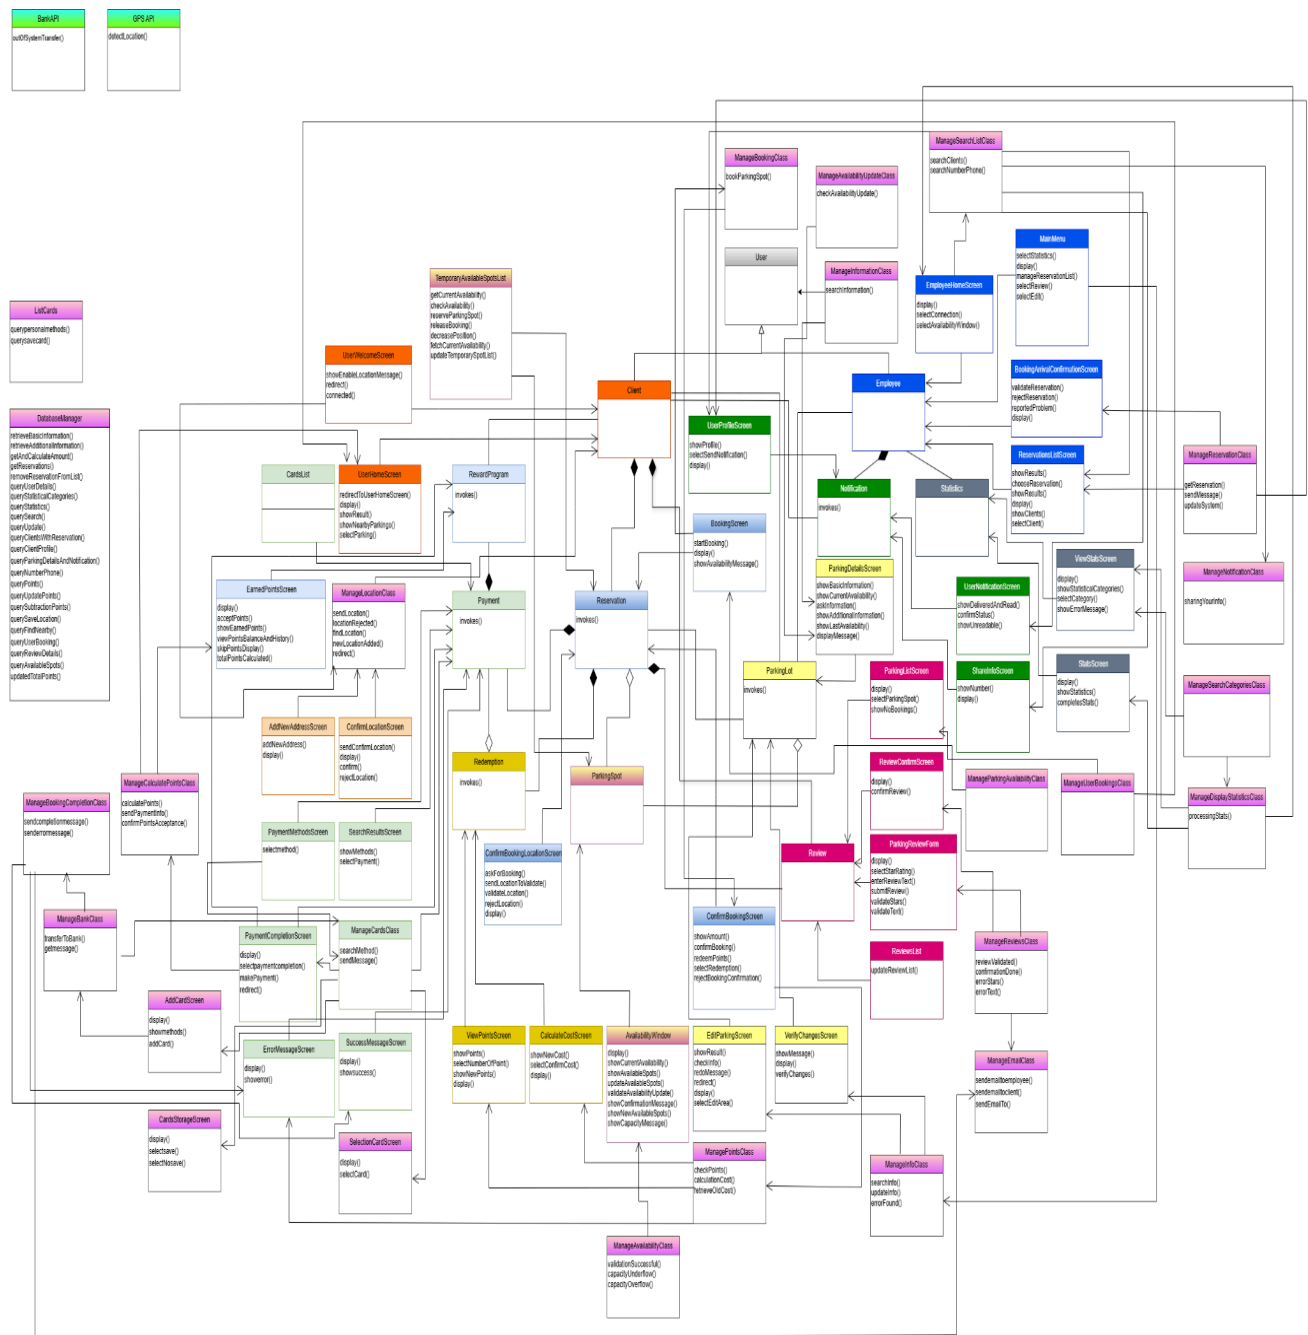 BankAPI
outOfSystemTransfer()
GPS API
detectLocation()
ManageSearchListClass
searchClients()
searchNumberPhone()
ManageBookingClass
bookParkingSpot()
ManageAvailabilityUpdateClass
checkAvailabilityUpdate()
User
ManageInformationClass
searchInformation()
MainMenu
selectStatistics()
display()
manageReservationList()
selectReview()
selectEdit()
EmployeeHomeScreen
display()
selectConnection()
selectAvailabilityWindow()
TemporaryAvailableSpotsList
getCurrentAvailability()
checkAvailability()
reserveParkingSpot()
releaseBooking()
decreasePosition()
fetchCurrentAvailability()
updateTemporarySpotList()
ListCards
querypersonalmethods()
querysavecard()
UserWelcomeScreen
showEnableLocationMessage()
redirect()
connected()
Client
Employee
BookingArrivalConfirmationScreen
validateReservation()
rejectReservation()
reportedProblem()
display()
DatabaseManager
retrieveBasicInformation()
retrieveAdditionalInformation()
getAndCalculateAmount()
getReservations()
removeReservationFromList()
queryUserDetails()
queryStatisticalCategories()
queryStatistics()
querySearch()
queryUpdate()
queryClientsWithReservation()
queryClientProfile()
queryParkingDetailsAndNotification()
queryNumberPhone()
queryPoints()
queryUpdatePoints()
querySubtractionPoints()
querySaveLocation()
queryFindNearby()
queryUserBooking()
queryReviewDetails()
queryAvailableSpots()
updatedTotalPoints()
UserProfileScreen
showProfile()
selectSendNotification()
display()
ReservationsListScreen
showResults()
chooseReservation()
showResults()
display()
showClients()
selectClient()
ManageReservationClass
getReservation()
sendMessage()
updateSystem()
CardsList
UserHomeScreen
redirectToUserHomeScreen()
display()
showResult()
showNearbyParkings()
selectParking()
RewardProgram
invokes()
Notification
invokes()
Statistics
BookingScreen
startBooking()
display()
showAvailabilityMessage()
ParkingDetailsScreen
showBasicInformation()
showCurrentAvailability()
askInformation()
showAdditionalInformation()
showLastAvailability()
displayMessage()
ViewStatsScreen
display()
showStatisticalCategories()
selectCategory()
showErrorMessage()
ManageNotificationClass
sharingYourInfo()
UserNotificationScreen
showDeliveredAndRead()
confirmStatus()
showUnreadable()
EarnedPointsScreen
display()
acceptPoints()
showEarnedPoints()
viewPointsBalanceAndHistory()
skipPointsDisplay()
totalPointsCalculated()
ManageLocationClass
sendLocation()
locationRejected()
findLocation()
newLocationAdded()
redirect()
Payment
invokes()
Reservation
invokes()
ParkingLot
invokes()
ParkingListScreen
display()
selectParkingSpot()
showNoBookings()
ShareInfoScreen
showNumber()
display()
StatsScreen
display()
showStatistics()
completesStats()
ManageSearchCategoriesClass
AddNewAddressScreen
addNewAddress()
display()
ConfirmLocationScreen
sendConfirmLocation()
display()
confirm()
rejectLocation()
Redemption
invokes()
ParkingSpot
ReviewConfirmScreen
display()
confirmReview()
ManageParkingAvailabilityClass
ManageUserBookingsClass
ManageDisplayStatisticsClass
processingStats()
ManageCalculatePointsClass
calculatePoints()
sendPaymentInfo()
confirmPointsAcceptance()
ManageBookingCompletionClass
sendcompletionmessage()
senderrormessage()
PaymentMethodsScreen
selectmethod()
SearchResultsScreen
showMethods()
selectPayment()
ConfirmBookingLocationScreen
askForBooking()
sendLocationToValidate()
validateLocation()
rejectLocation()
display()
Review
ParkingReviewForm
display()
selectStarRating()
enterReviewText()
submitReview()
validateStars()
validateText()
ManageBankClass
transferToBank()
getmessage()
PaymentCompletionScreen
display()
selectpaymentcompletion()
makePayment()
redirect()
ManageCardsClass
searchMethod()
sendMessage()
ConfirmBookingScreen
showAmount()
confirmBooking()
redeemPoints()
selectRedemption()
rejectBookingConfirmation()
ReviewsList
updateReviewList()
ManageReviewsClass
reviewValidated()
confirmationDone()
errorStars()
errorText()
AddCardScreen
display()
showmethods()
addCard()
ErrorMessageScreen
display()
showerror()
SuccessMessageScreen
display()
showsuccess()
ViewPointsScreen
showPoints()
selectNumberOfPoint()
showNewPoints()
display()
CalculateCostScreen
showNewCost()
selectConfirmCost()
display()
AvailabilityWindow
display()
showCurrentAvailability()
showAvailableSpots()
updateAvailableSpots()
validateAvailabilityUpdate()
showConfirmationMessage()
showNewAvailableSpots()
showCapacityMessage()
EditParkingScreen
showResult()
checkInfo()
redoMessage()
redirect()
display()
selectEditArea()
VerifyChangesScreen
showMessage()
display()
verifyChanges()
ManageEmailClass
sendemailtoemployee()
sendemailtoclient()
sendEmailTo()
CardsStorageScreen
display()
selectsave()
selectNosave()
SelectionCardScreen
display()
selectCard()
ManagePointsClass
checkPoints()
calculationCost()
retrieveOldCost()
ManageInfoClass
searchInfo()
updateInfo()
errorFound()
ManageAvailabilityClass
validationSuccessful()
capacityUnderflow()
capacityOverflow()